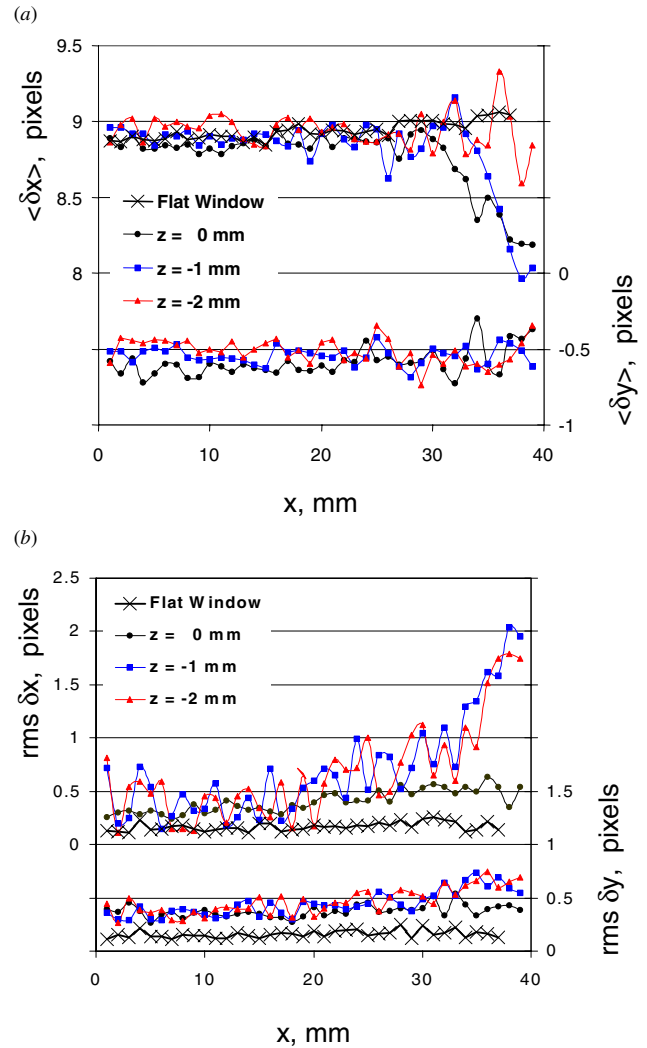 (a)
9.5
9
8.5
8
<δx>, pixels
Flat Window
z = 0 mm
z = -1 mm
z = -2 mm
0
-0.5
-1
<δy>, pixels
0 10 20 30 40
x, mm
(b)
2.5
2
1.5
1
0.5
0
rms δx, pixels
Flat Window
z = 0 mm
z = -1 mm
z = -2 mm
1.5
1
0.5
0
rms δy, pixels
0 10 20 30 40
x, mm